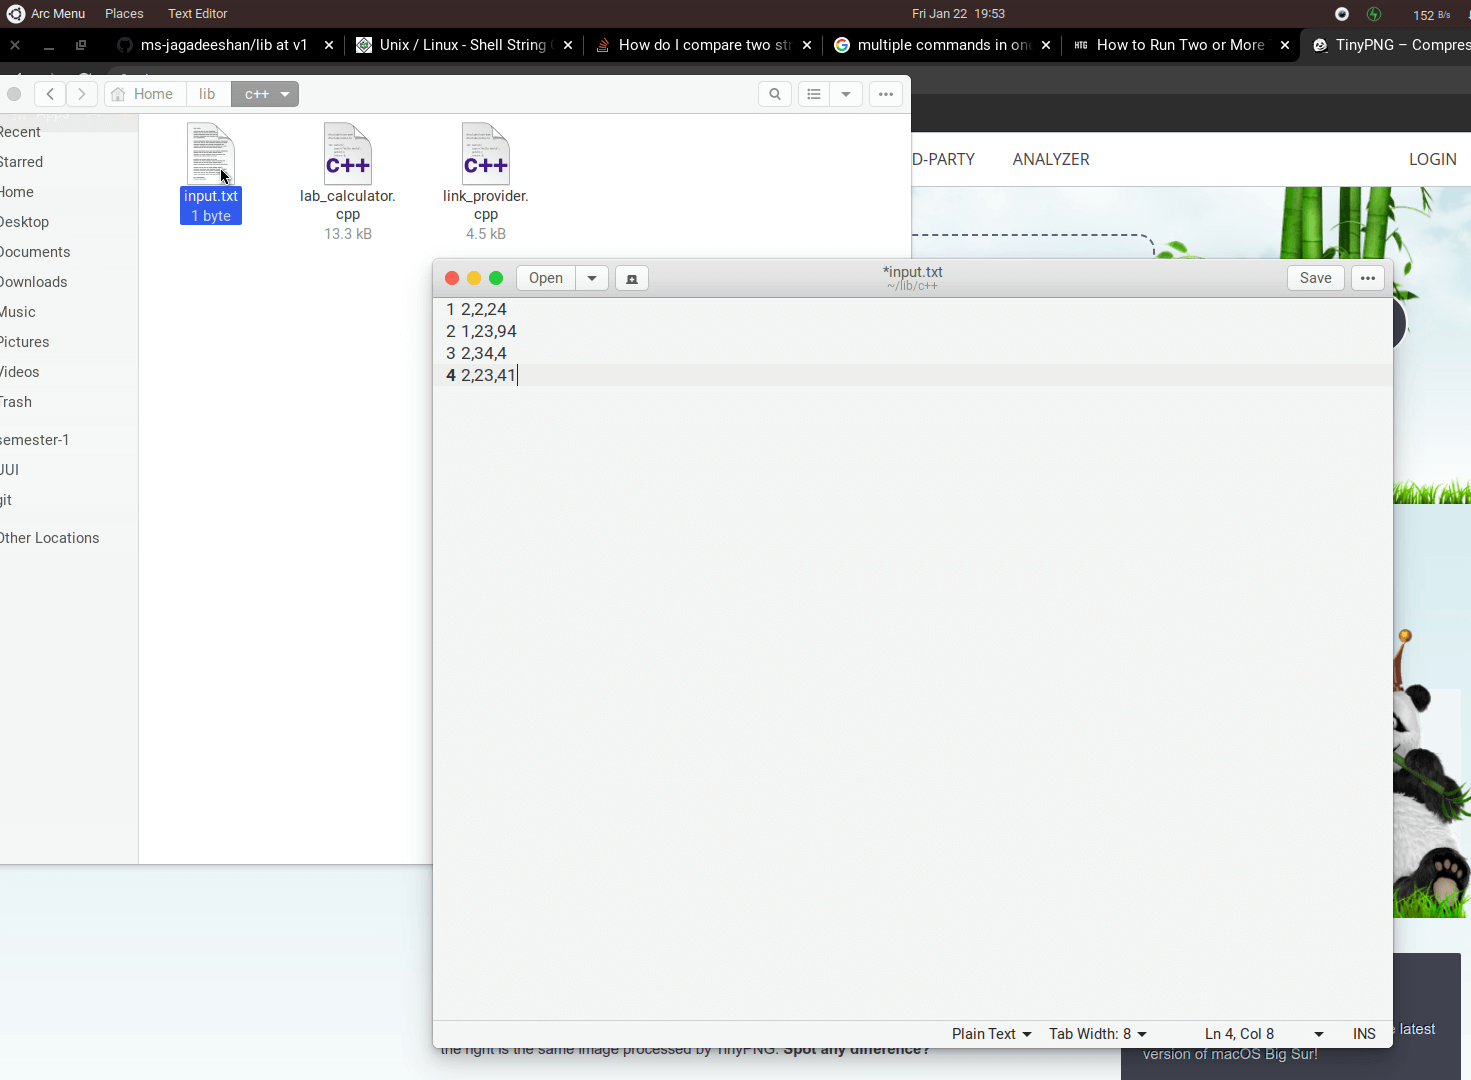 Arc Menu Places Text Editor Fri Jan 22 19:53 152 B/s
ms-jagadeeshan/lib at v1 Unix / Linux - Shell String How do I compare two st multiple commands in one How to Run Two or More TinyPNG – Compres
Home lib c++
Recent
Starred
Home
Desktop
Documents
Downloads
Music
Pictures
Videos
Trash
semester-1
git
Other Locations
input.txt
1 byte
lab_calculator.
cpp
13.3 kB
link_provider.
cpp
4.5 kB
D-PARTY ANALYZER LOGIN
Open *input.txt Save
~/lib/c++
1 2,2,24
2 1,23,94
3 2,34,4
4 2,23,41
Plain Text Tab Width: 8 Ln 4, Col 8 INS
the right is the same image processed by TinyPNG. Spot any difference?
latest
version of macOS Big Sur!